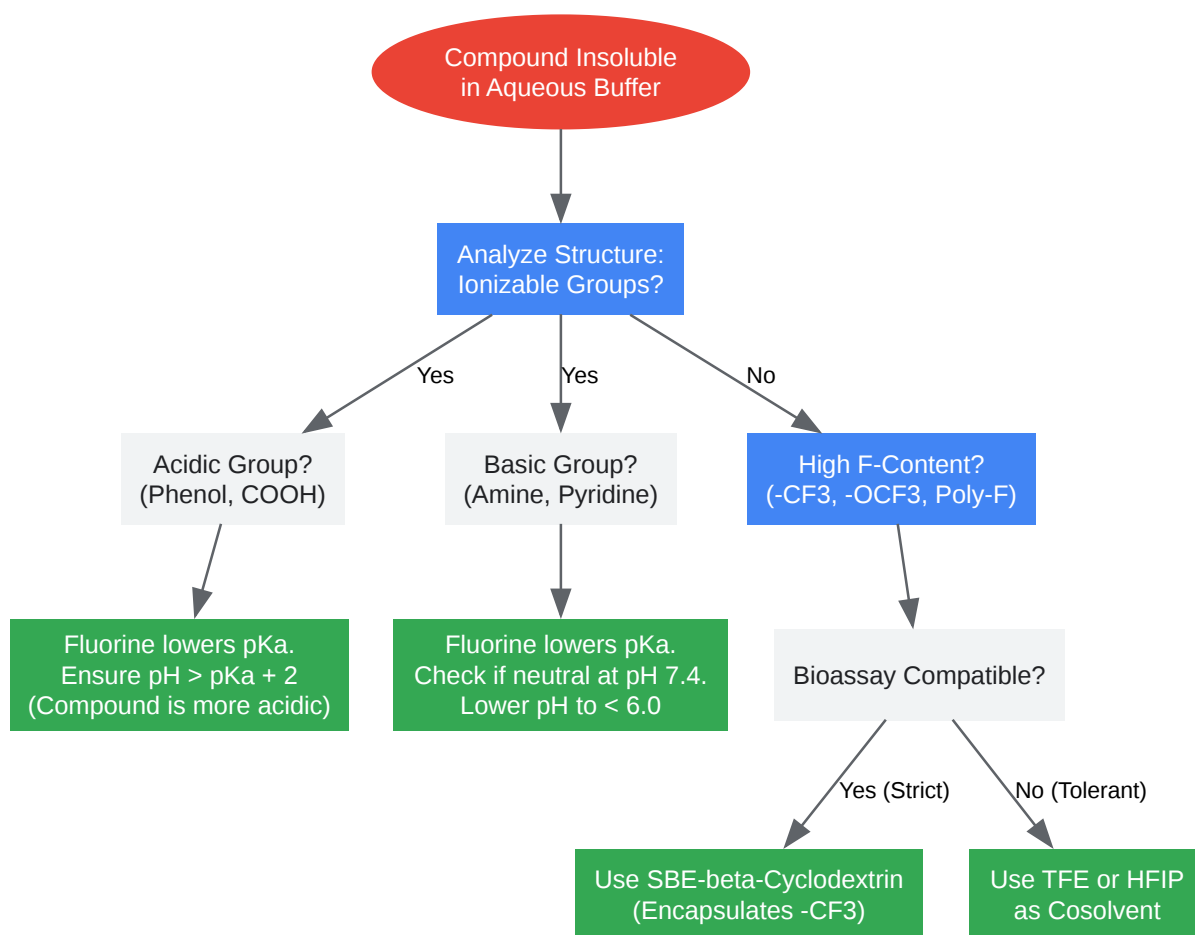 Compound Insoluble
in Aqueous Buffer
Analyze Structure:
Ionizable Groups?
Yes
Yes
No
Acidic Group?
(Phenol, COOH)
Basic Group?
(Amine, Pyridine)
High F-Content?
(-CF3, -OCF3, Poly-F)
Fluorine lowers pKa.
Ensure pH > pKa + 2
(Compound is more acidic)
Fluorine lowers pKa.
Check if neutral at pH 7.4.
Lower pH to < 6.0
Bioassay Compatible?
Yes (Strict)
No (Tolerant)
Use SBE-beta-Cyclodextrin
(Encapsulates -CF3)
Use TFE or HFIP
as Cosolvent